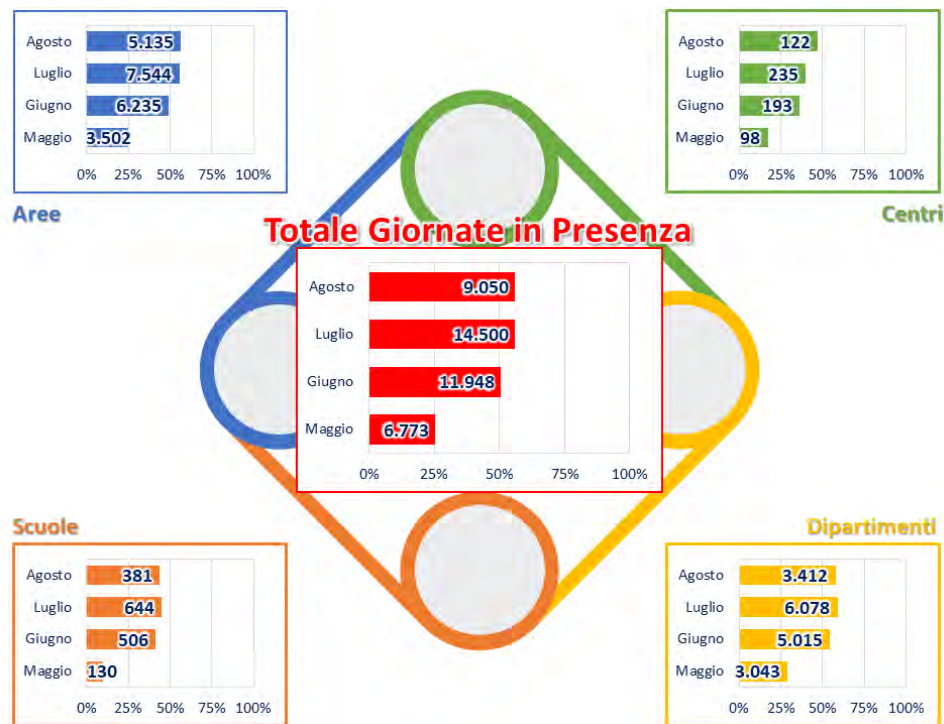 Agosto 5.135
Luglio 7.544
Giugno 6.235
Maggio 3.502
0% 25% 50% 75% 100%
Aree
Agosto 122
Luglio 235
Giugno 193
Maggio 98
0% 25% 50% 75% 100%
Centri
Totale Giornate in Presenza
Agosto 9.050
Luglio 14.500
Giugno 11.948
Maggio 6.773
0% 25% 50% 75% 100%
Scuole
Agosto 381
Luglio 644
Giugno 506
Maggio 130
0% 25% 50% 75% 100%
Dipartimenti
Agosto 3.412
Luglio 6.078
Giugno 5.015
Maggio 3.043
0% 25% 50% 75% 100%